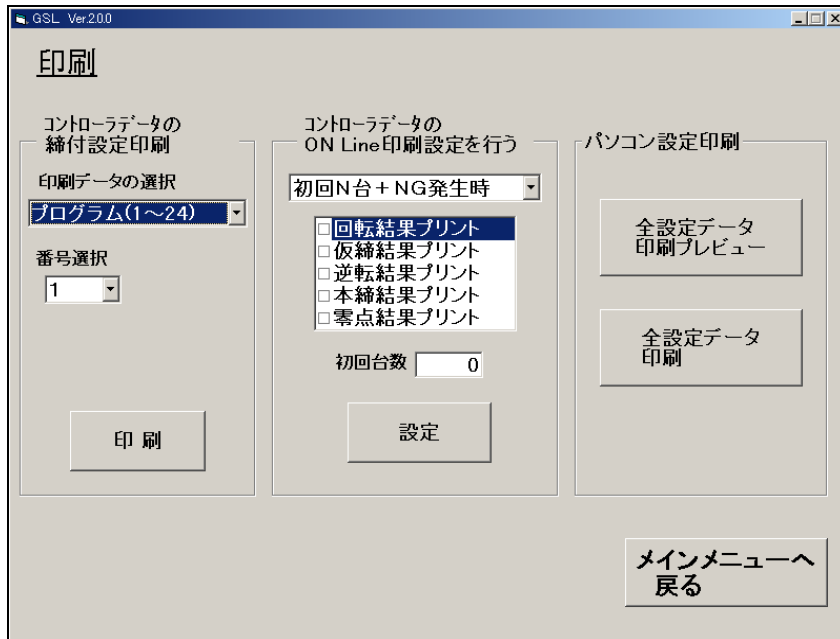 GSL Ver.2.0.0
印刷
コントローラデータの
締付設定印刷
印刷データの選択
プログラム(1～24)
番号選択
1
印 刷
コントローラデータの
ON Line印刷設定を行う
初回N台＋NG発生時
回転結果プリント
仮締結果プリント
逆転結果プリント
本締結果プリント
零点結果プリント
初回台数 0
設定
パソコン設定印刷
全設定データ
印刷プレビュー
全設定データ
印刷
メインメニューへ
戻る